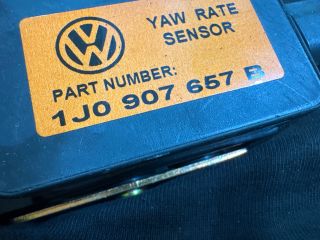 YAW RATE
SENSOR
PART NUMBER:
1J0 907 657 B